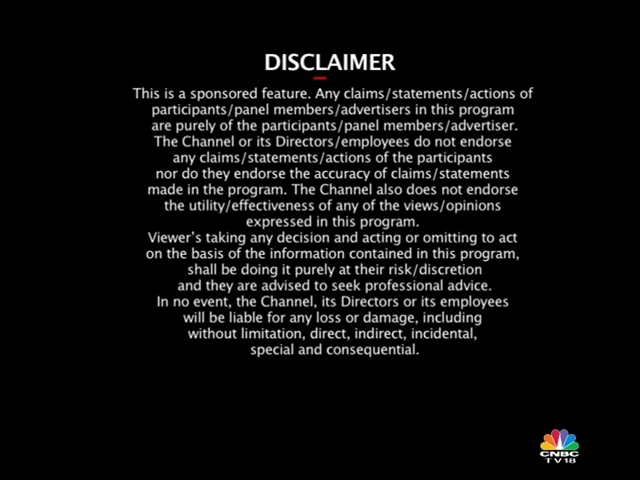 DISCLAIMER
This is a sponsored feature. Any claims/statements/actions of
participants/panel members/advertisers in this program
are purely of the participants/panel members/advertiser.
The Channel or its Directors/employees do not endorse
any claims/statements/actions of the participants
nor do they endorse the accuracy of claims/statements
made in the program. The Channel also does not endorse
the utility/effectiveness of any of the views/opinions
expressed in this program.
Viewer's taking any decision and acting or omitting to act
on the basis of the information contained in this program,
shall be doing it purely at their risk/discretion
and they are advised to seek professional advice.
In no event, the Channel, its Directors or its employees
will be liable for any loss or damage, including
without limitation, direct, indirect, incidental,
special and consequential.
CNBC
TV18